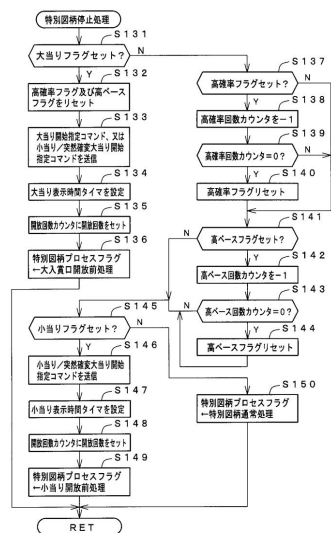 特別図柄停止処理
S131
大当りフラグセット？
N
Y
S132
高確率フラグ及び高ベース
フラグをリセット
S133
大当り開始指定コマンド、又は
小当り／突然確変大当り開始
指定コマンドを送信
S134
大当り表示時間タイマを設定
S135
開放回数カウンタに開放回数をセット
S136
特別図柄プロセスフラグ
←大入賞口開放前処理
S137
高確率フラグセット？
N
Y
S138
高確率回数カウンタを−1
S139
高確率回数カウンタ=0？
N
Y
S140
高確率フラグリセット
S141
高ベースフラグセット？
N
Y
S142
高ベース回数カウンタを−1
S143
高ベース回数カウンタ=0？
N
Y
S144
高ベースフラグリセット
S145
小当りフラグセット？
N
Y
S146
小当り／突然確変大当り開始
指定コマンドを送信
S147
小当り表示時間タイマを設定
S148
開放回数カウンタに開放回数をセット
S149
特別図柄プロセスフラグ
←小当り開放前処理
S150
特別図柄プロセスフラグ
←特別図柄通常処理
RET